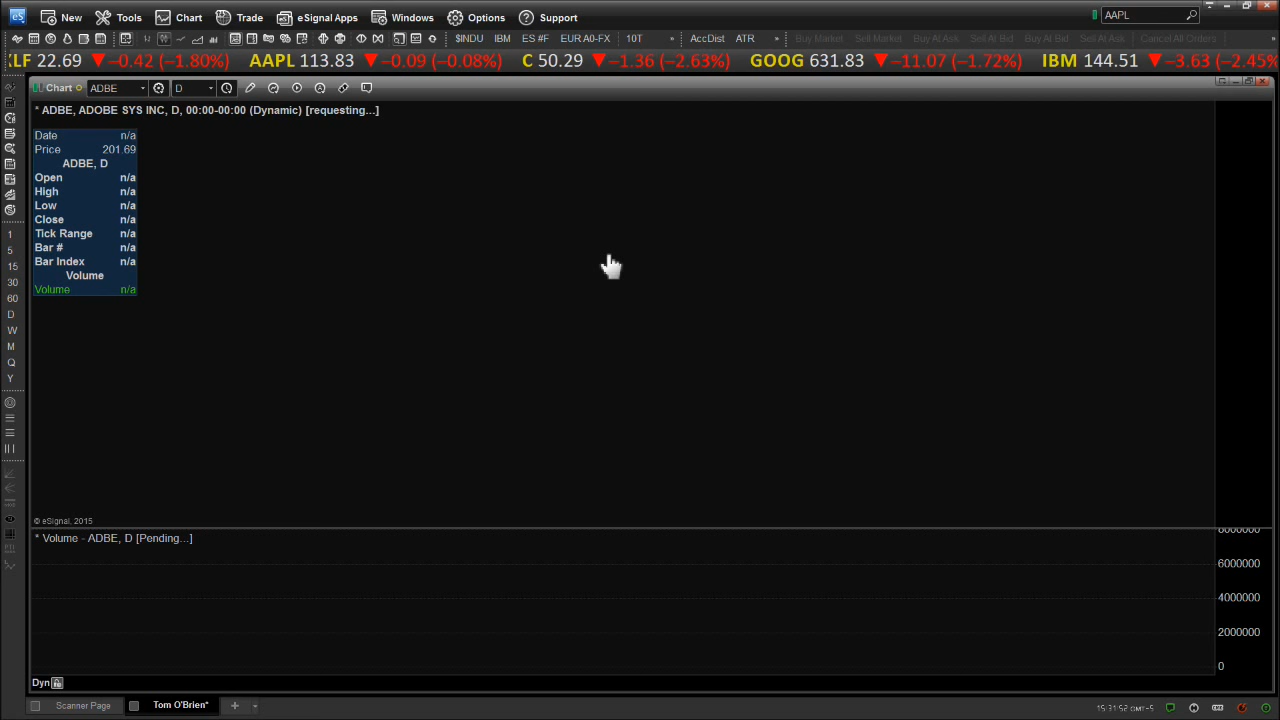 eS New Tools Chart Trade eSignal Apps Windows Options Support AAPL
$INDU IBM ES #F EUR A0-FX 10T » AccDist ATR » Buy Market Sell Market Buy At Ask Buy At Bid Sell At Bid Sell At Ask Cancel All Orders »
LF 22.69 ▼ −0.42 (−1.80%) AAPL 113.83 ▼ −0.09 (−0.08%) C 50.29 ▼ −1.36 (−2.63%) GOOG 631.83 ▼ −11.07 (−1.72%) IBM 144.51 ▼ −3.63 (−2.45%
Chart ADBE D
* ADBE, ADOBE SYS INC, D, 00:00-00:00 (Dynamic) [requesting...]
Date n/a
Price 201.69
ADBE, D
Open n/a
High n/a
Low n/a
Close n/a
Tick Range n/a
Bar # n/a
Bar Index n/a
Volume
Volume n/a
1
5
15
30
60
D
W
M
Q
Y
© eSignal, 2015
* Volume - ADBE, D [Pending...]
8000000
6000000
4000000
2000000
0
Dyn
Scanner Page Tom O'Brien* + 15:31:52 GMT-5